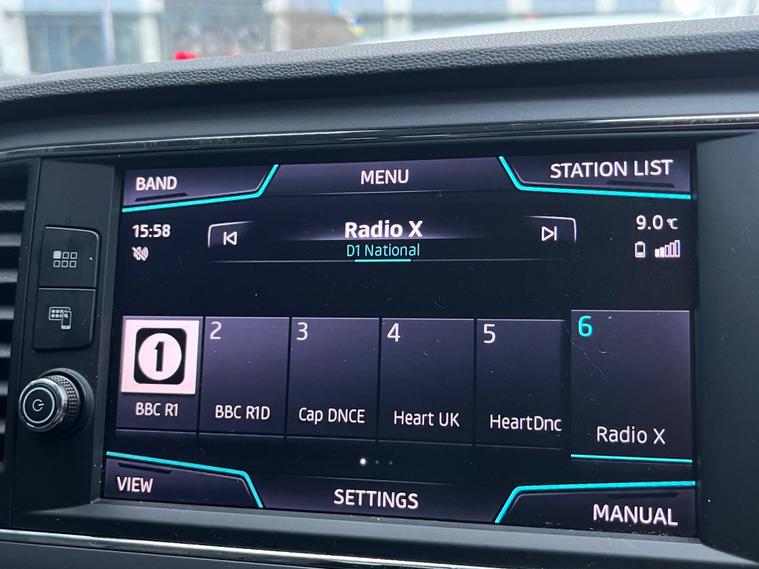 BAND
MENU
STATION LIST
15:58
Radio X
9.0 °C
D1 National
1
2
3
4
5
6
BBC R1
BBC R1D
Cap DNCE
Heart UK
HeartDnc
Radio X
VIEW
SETTINGS
MANUAL